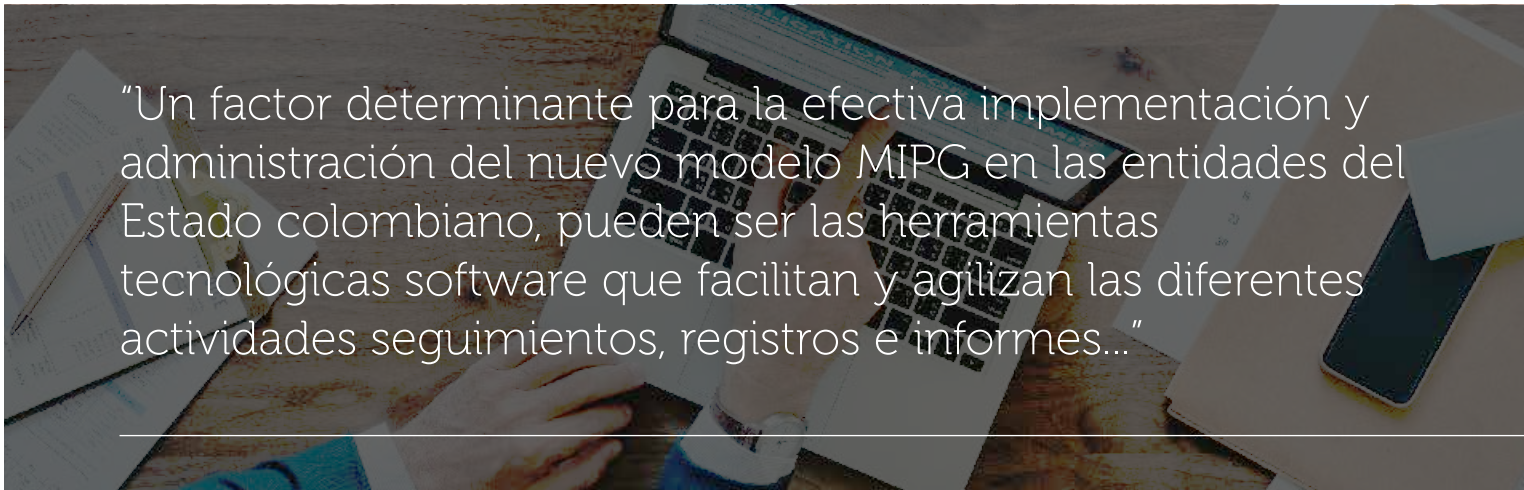 “Un factor determinante para la efectiva implementación y
administración del nuevo modelo MIPG en las entidades del
Estado colombiano, pueden ser las herramientas
tecnológicas software que facilitan y agilizan las diferentes
actividades seguimientos, registros e informes...”